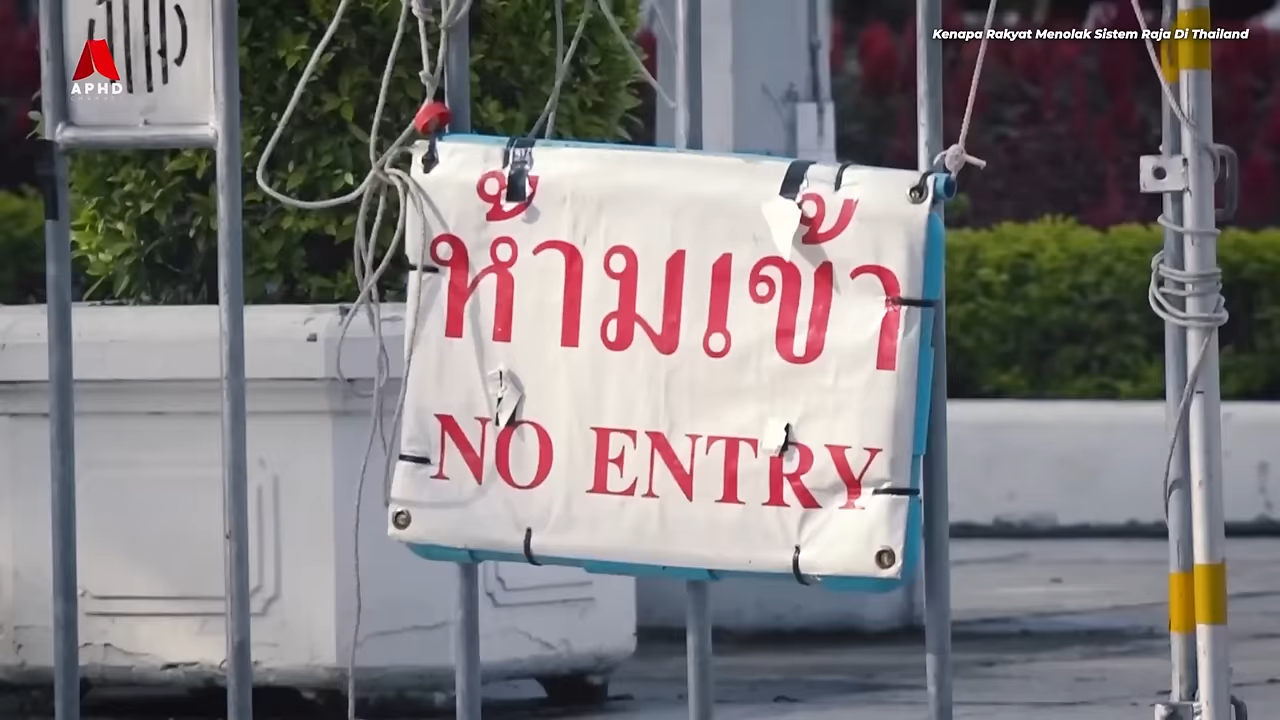 Kenapa Rakyat Menolak Sistem Raja Di Thailand
APHD
ห้ามเข้า
NO ENTRY